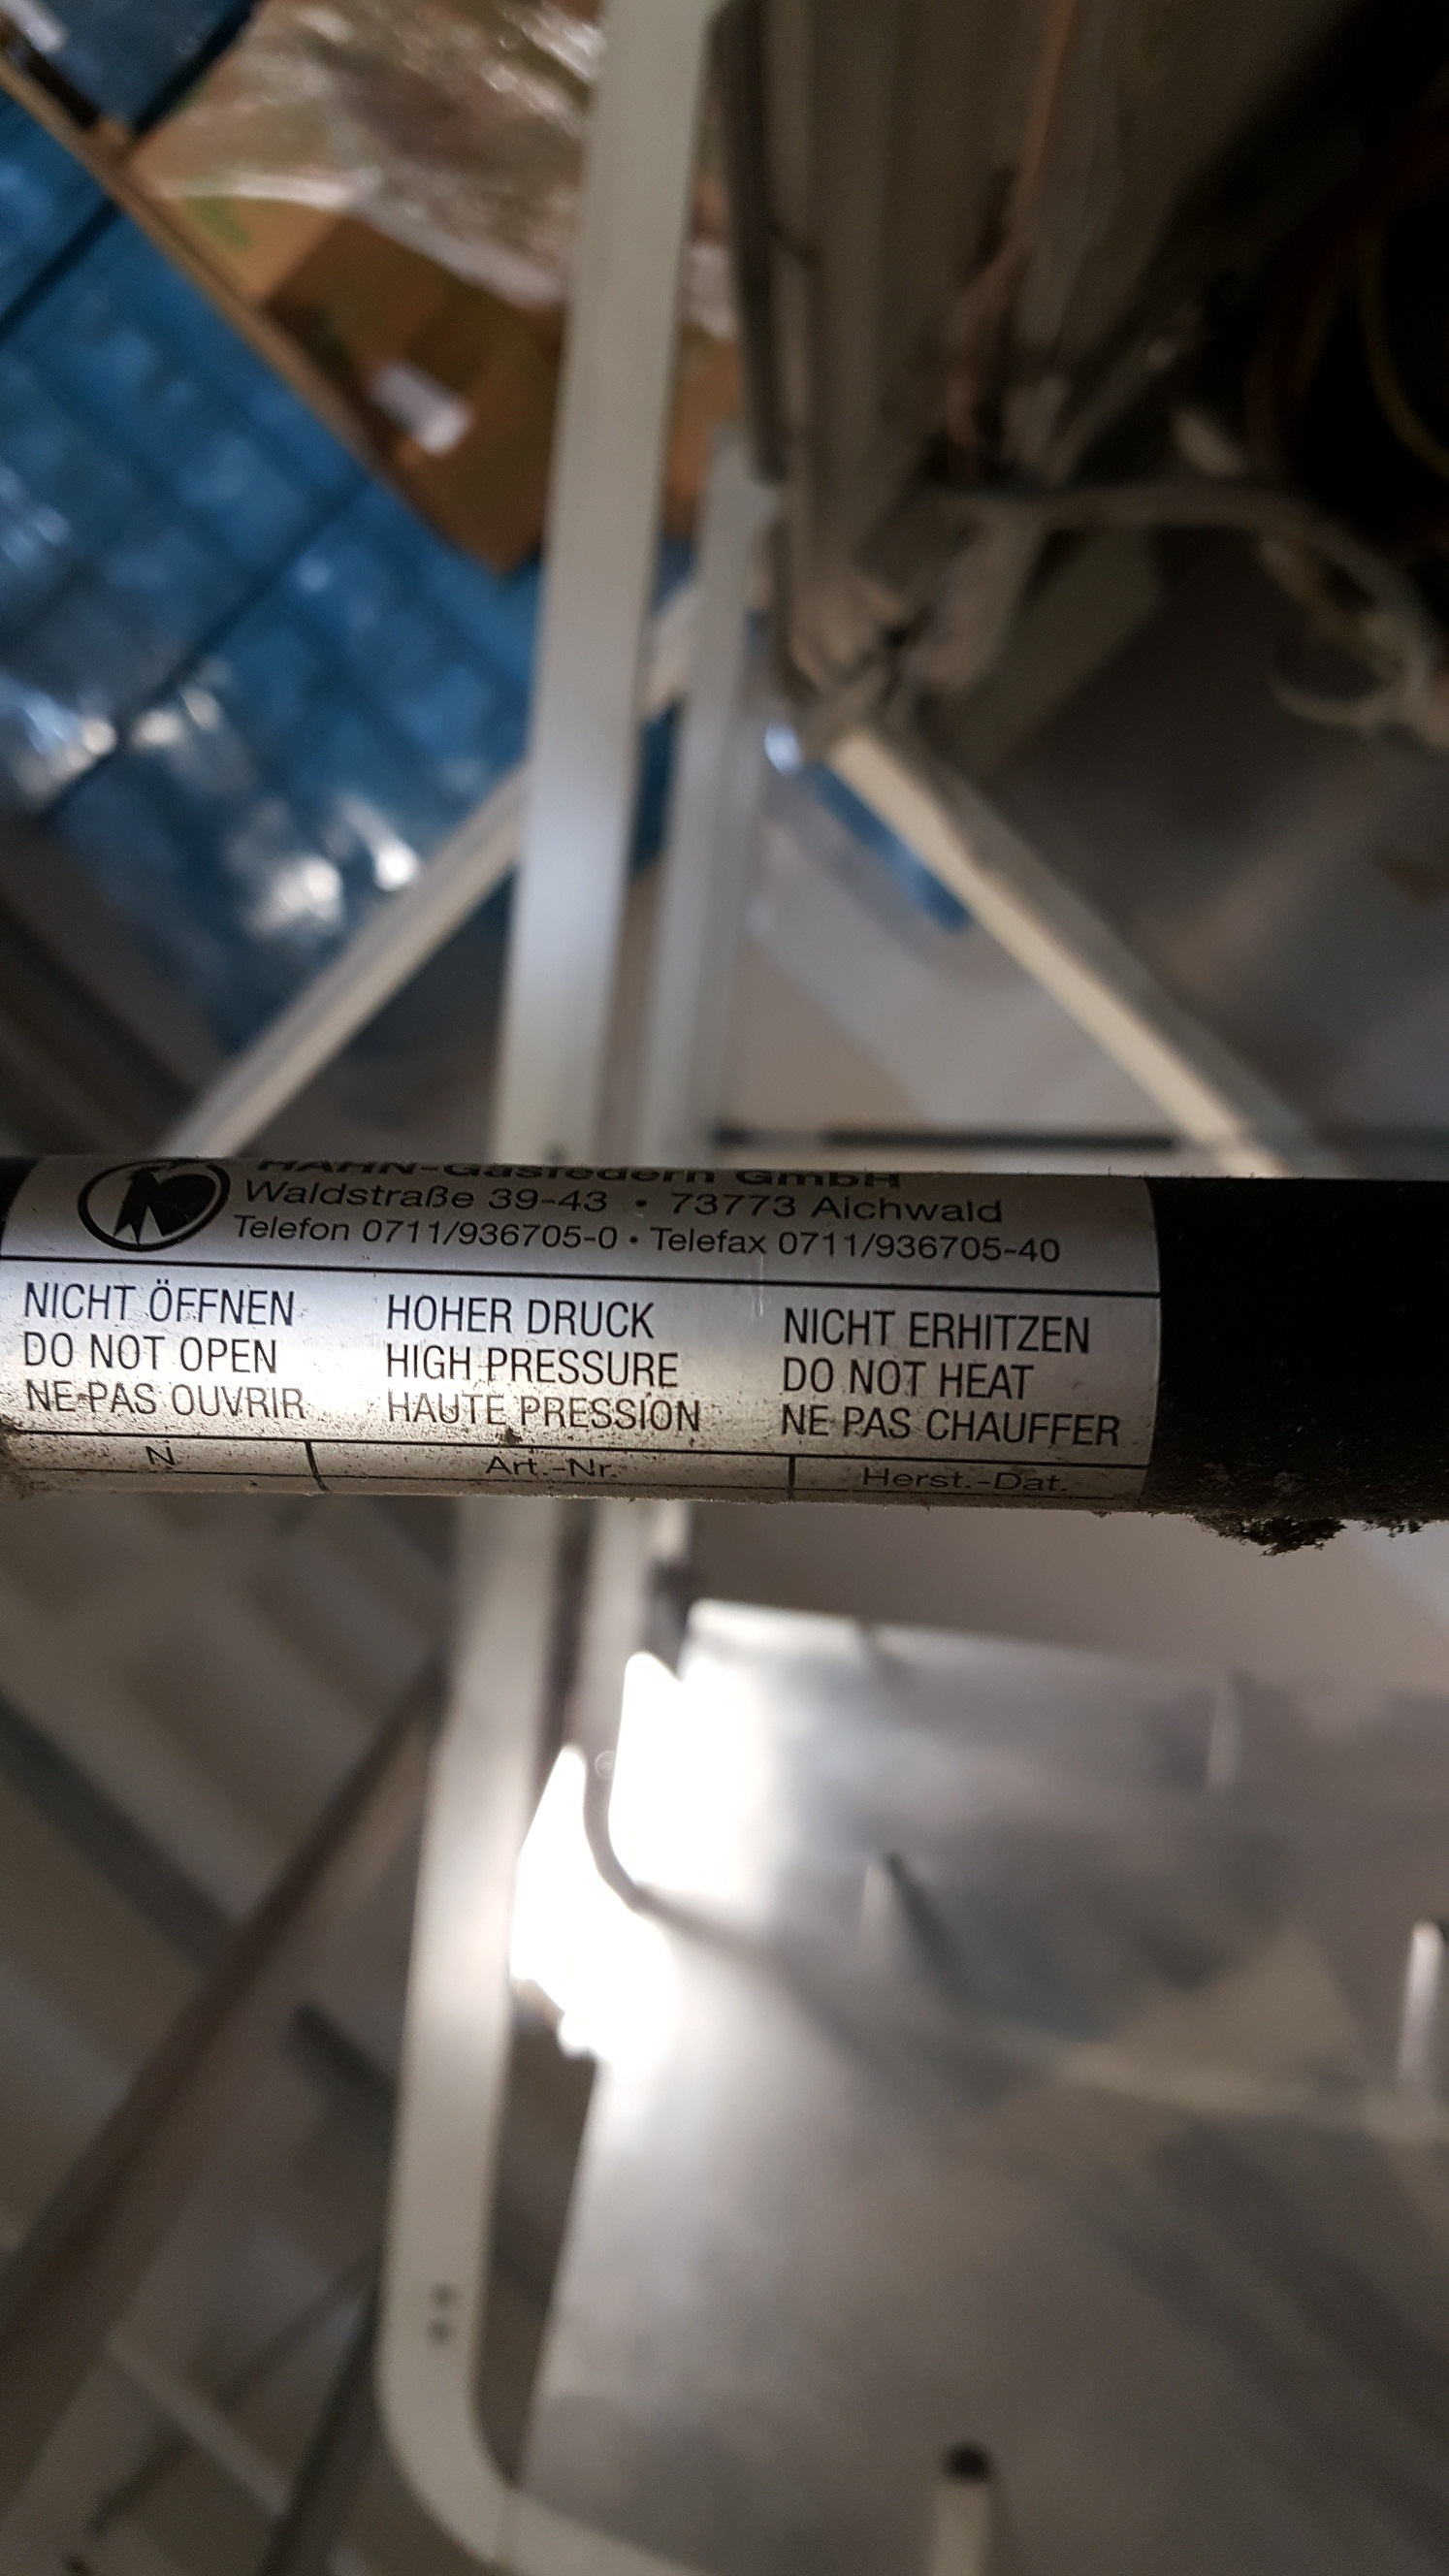 HAHN-Gasfedern GmbH
Waldstraße 39-43 • 73773 Aichwald
Telefon 0711/936705-0 • Telefax 0711/936705-40
NICHT ÖFFNEN HOHER DRUCK NICHT ERHITZEN
DO NOT OPEN HIGH PRESSURE DO NOT HEAT
NE PAS OUVRIR HAUTE PRESSION NE PAS CHAUFFER
N Art.-Nr. Herst.-Dat.